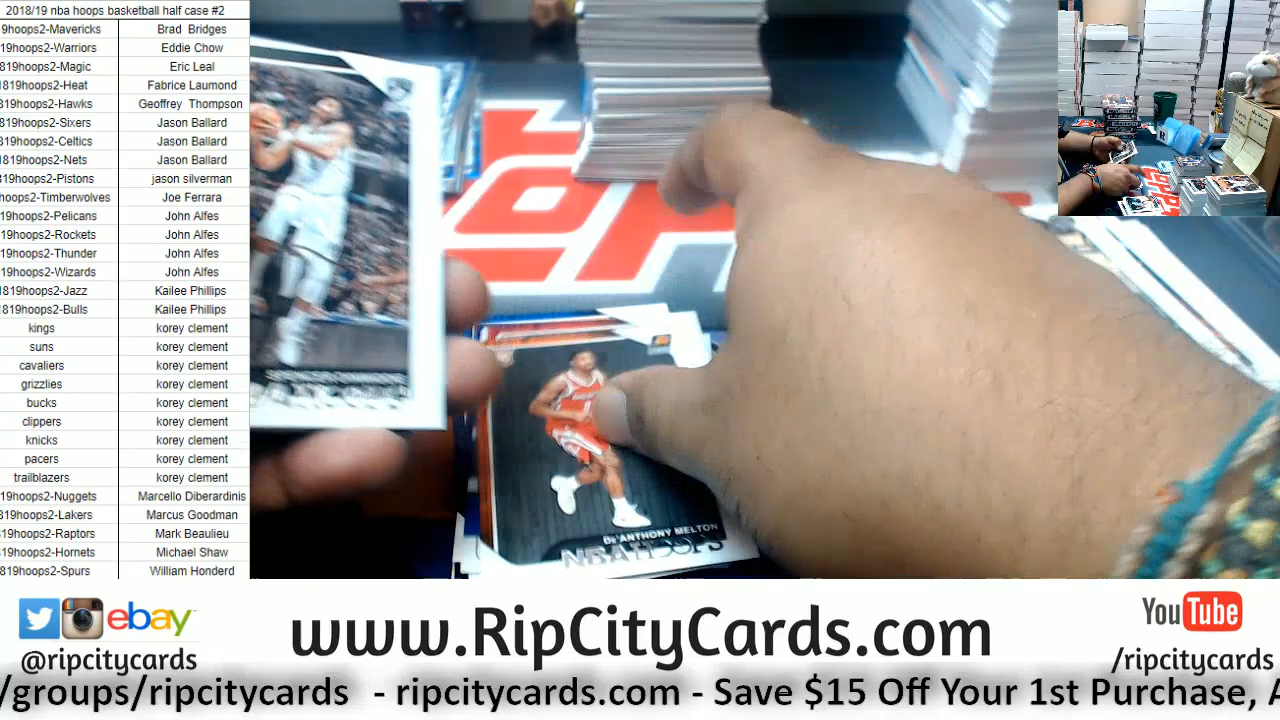 2018/19 nba hoops basketball half case #2
9hoops2-Mavericks Brad Bridges
19hoops2-Warriors Eddie Chow
819hoops2-Magic Eric Leal
1819hoops2-Heat Fabrice Laumond
819hoops2-Hawks Geoffrey Thompson
819hoops2-Sixers Jason Ballard
819hoops2-Celtics Jason Ballard
1819hoops2-Nets Jason Ballard
819hoops2-Pistons jason silverman
hoops2-Timberwolves Joe Ferrara
19hoops2-Pelicans John Alfes
19hoops2-Rockets John Alfes
19hoops2-Thunder John Alfes
19hoops2-Wizards John Alfes
1819hoops2-Jazz Kailee Phillips
1819hoops2-Bulls Kailee Phillips
kings korey clement
suns korey clement
cavaliers korey clement
grizzlies korey clement
bucks korey clement
clippers korey clement
knicks korey clement
pacers korey clement
trailblazers korey clement
19hoops2-Nuggets Marcello Diberardinis
819hoops2-Lakers Marcus Goodman
19hoops2-Raptors Mark Beaulieu
19hoops2-Hornets Michael Shaw
819hoops2-Spurs William Honderd
DE'ANTHONY MELTON
NBA HOOPS
ebay
@ripcitycards
www.RipCityCards.com
YouTube
/ripcitycards
/groups/ripcitycards - ripcitycards.com - Save $15 Off Your 1st Purchase, A